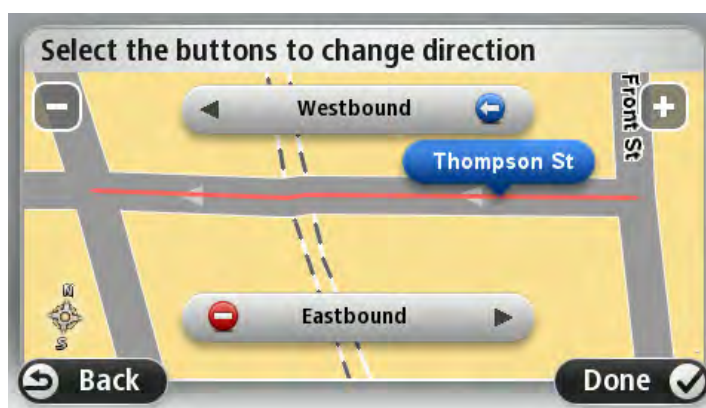 Select the buttons to change direction
Westbound
Front St
Thompson St
N
S
Eastbound
Back
Done